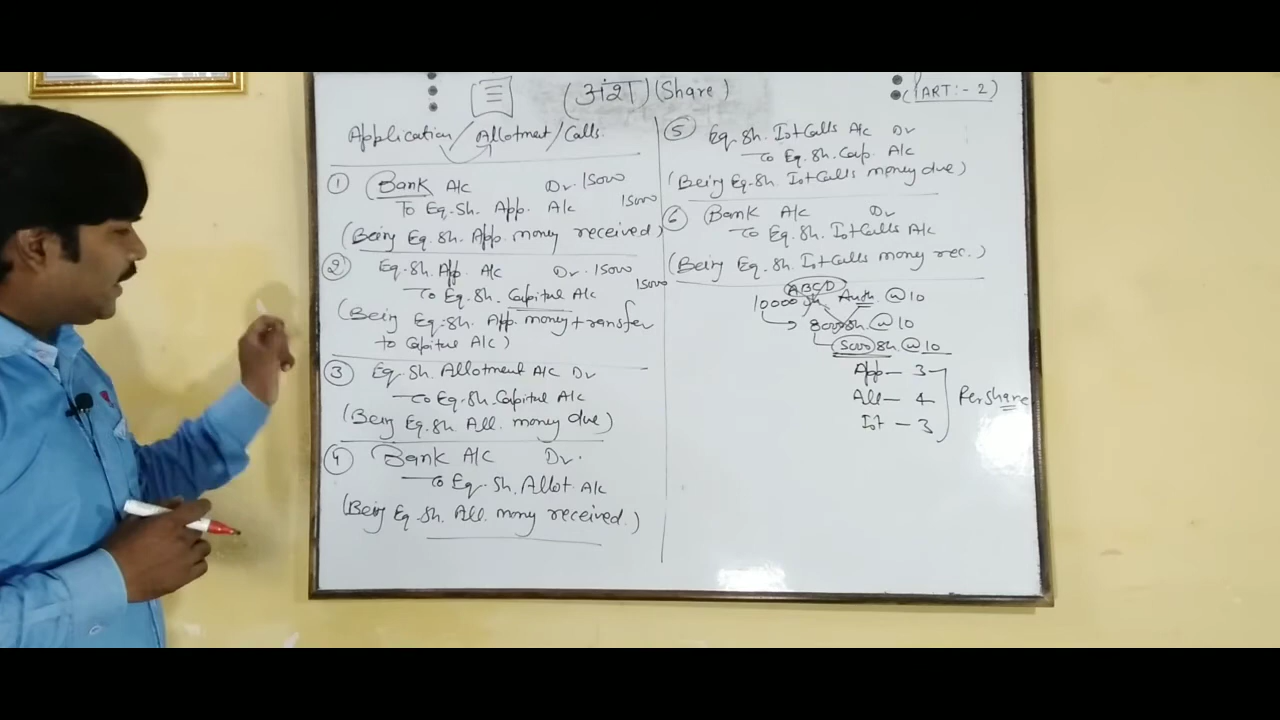 (अंश) (Share)
(PART:- 2)
Application / Allotment / Calls.
① Bank A/c Dr. 15000
To Eq. Sh. App. A/c 15000
(Being Eq. Sh. App. money received)
② Eq. Sh. App. A/c Dr. 15000
To Eq. Sh. Capital A/c 15000
(Being Eq. Sh. App. money transfer
to Capital A/c)
③ Eq. Sh. Allotment A/c Dr
To Eq. Sh. Capital A/c
(Being Eq. Sh. All. money due)
④ Bank A/c Dr.
To Eq. Sh. Allot. A/c
(Being Eq. Sh. All. money received.)
⑤ Eq. Sh. Ist Calls A/c Dr
To Eq. Sh. Cap. A/c
(Being Eq. Sh. Ist Calls money due)
⑥ Bank A/c Dr
To Eq. Sh. Ist Calls A/c
(Being Eq. Sh. Ist Calls money rec.)
ABCD
10000 Sh Auth. @ 10
8000 Sh. @ 10
5000 Sh @ 10
App — 3
All — 4
Ist — 3
Per share